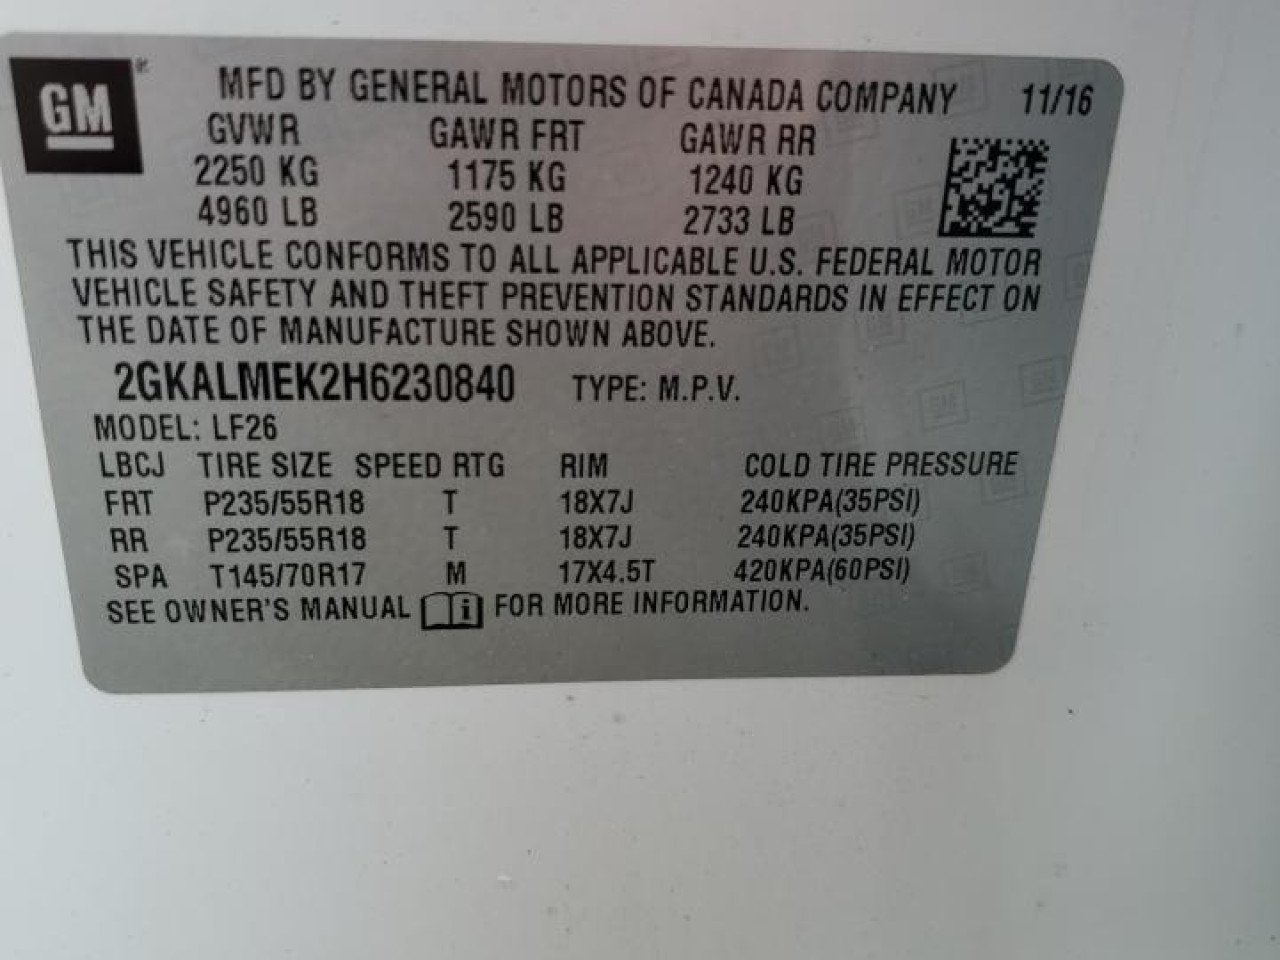 GM
MFD BY GENERAL MOTORS OF CANADA COMPANY 11/16
GVWR GAWR FRT GAWR RR
2250 KG 1175 KG 1240 KG
4960 LB 2590 LB 2733 LB
THIS VEHICLE CONFORMS TO ALL APPLICABLE U.S. FEDERAL MOTOR
VEHICLE SAFETY AND THEFT PREVENTION STANDARDS IN EFFECT ON
THE DATE OF MANUFACTURE SHOWN ABOVE.
2GKALMEK2H6230840 TYPE: M.P.V.
MODEL: LF26
LBCJ TIRE SIZE SPEED RTG RIM COLD TIRE PRESSURE
FRT P235/55R18 T 18X7J 240KPA(35PSI)
RR P235/55R18 T 18X7J 240KPA(35PSI)
SPA T145/70R17 M 17X4.5T 420KPA(60PSI)
SEE OWNER'S MANUAL i FOR MORE INFORMATION.